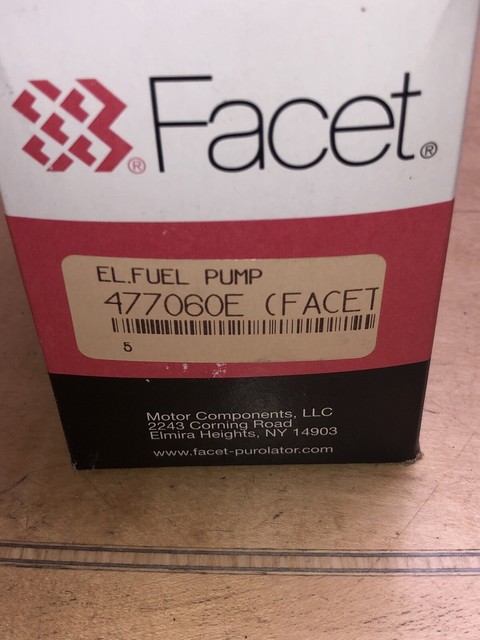 Facet®
EL.FUEL PUMP
477060E (FACET
5
Motor Components, LLC
2243 Corning Road
Elmira Heights, NY 14903
www.facet-purolator.com